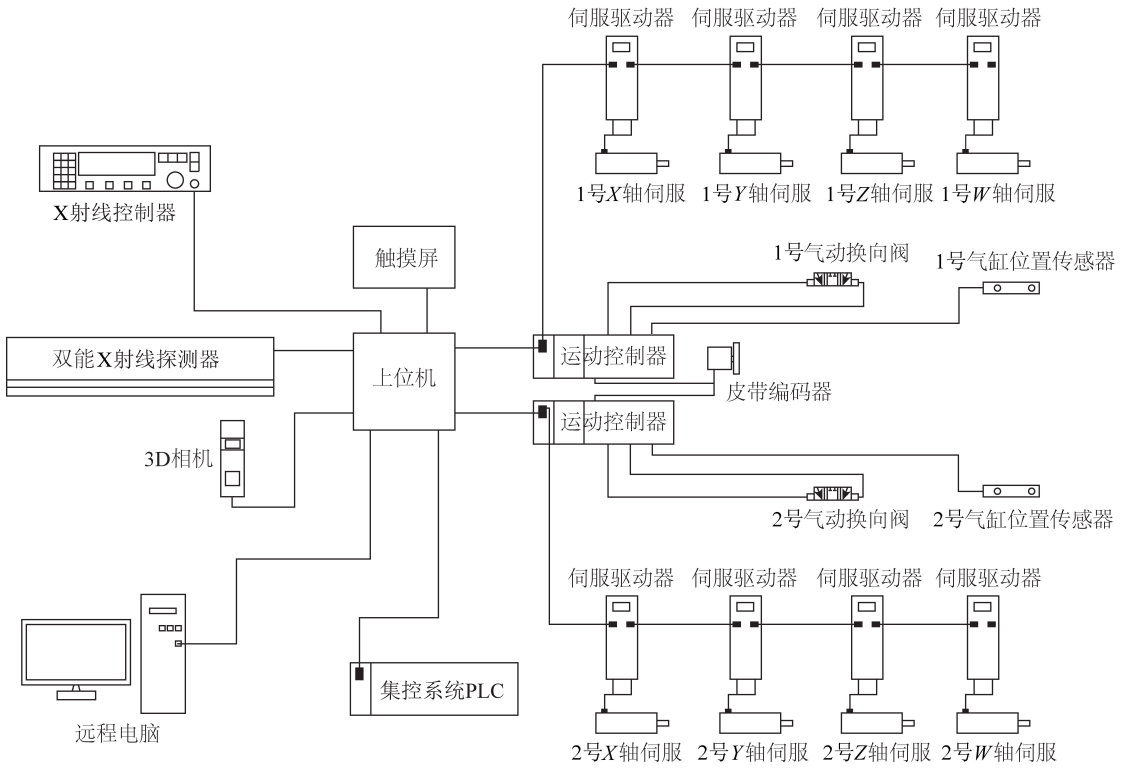 伺服驱动器 伺服驱动器 伺服驱动器 伺服驱动器
1号X轴伺服 1号Y轴伺服 1号Z轴伺服 1号W轴伺服
X射线控制器
触摸屏
1号气动换向阀
1号气缸位置传感器
双能X射线探测器
上位机
运动控制器
皮带编码器
运动控制器
3D相机
2号气动换向阀
2号气缸位置传感器
伺服驱动器 伺服驱动器 伺服驱动器 伺服驱动器
集控系统PLC
远程电脑
2号X轴伺服 2号Y轴伺服 2号Z轴伺服 2号W轴伺服